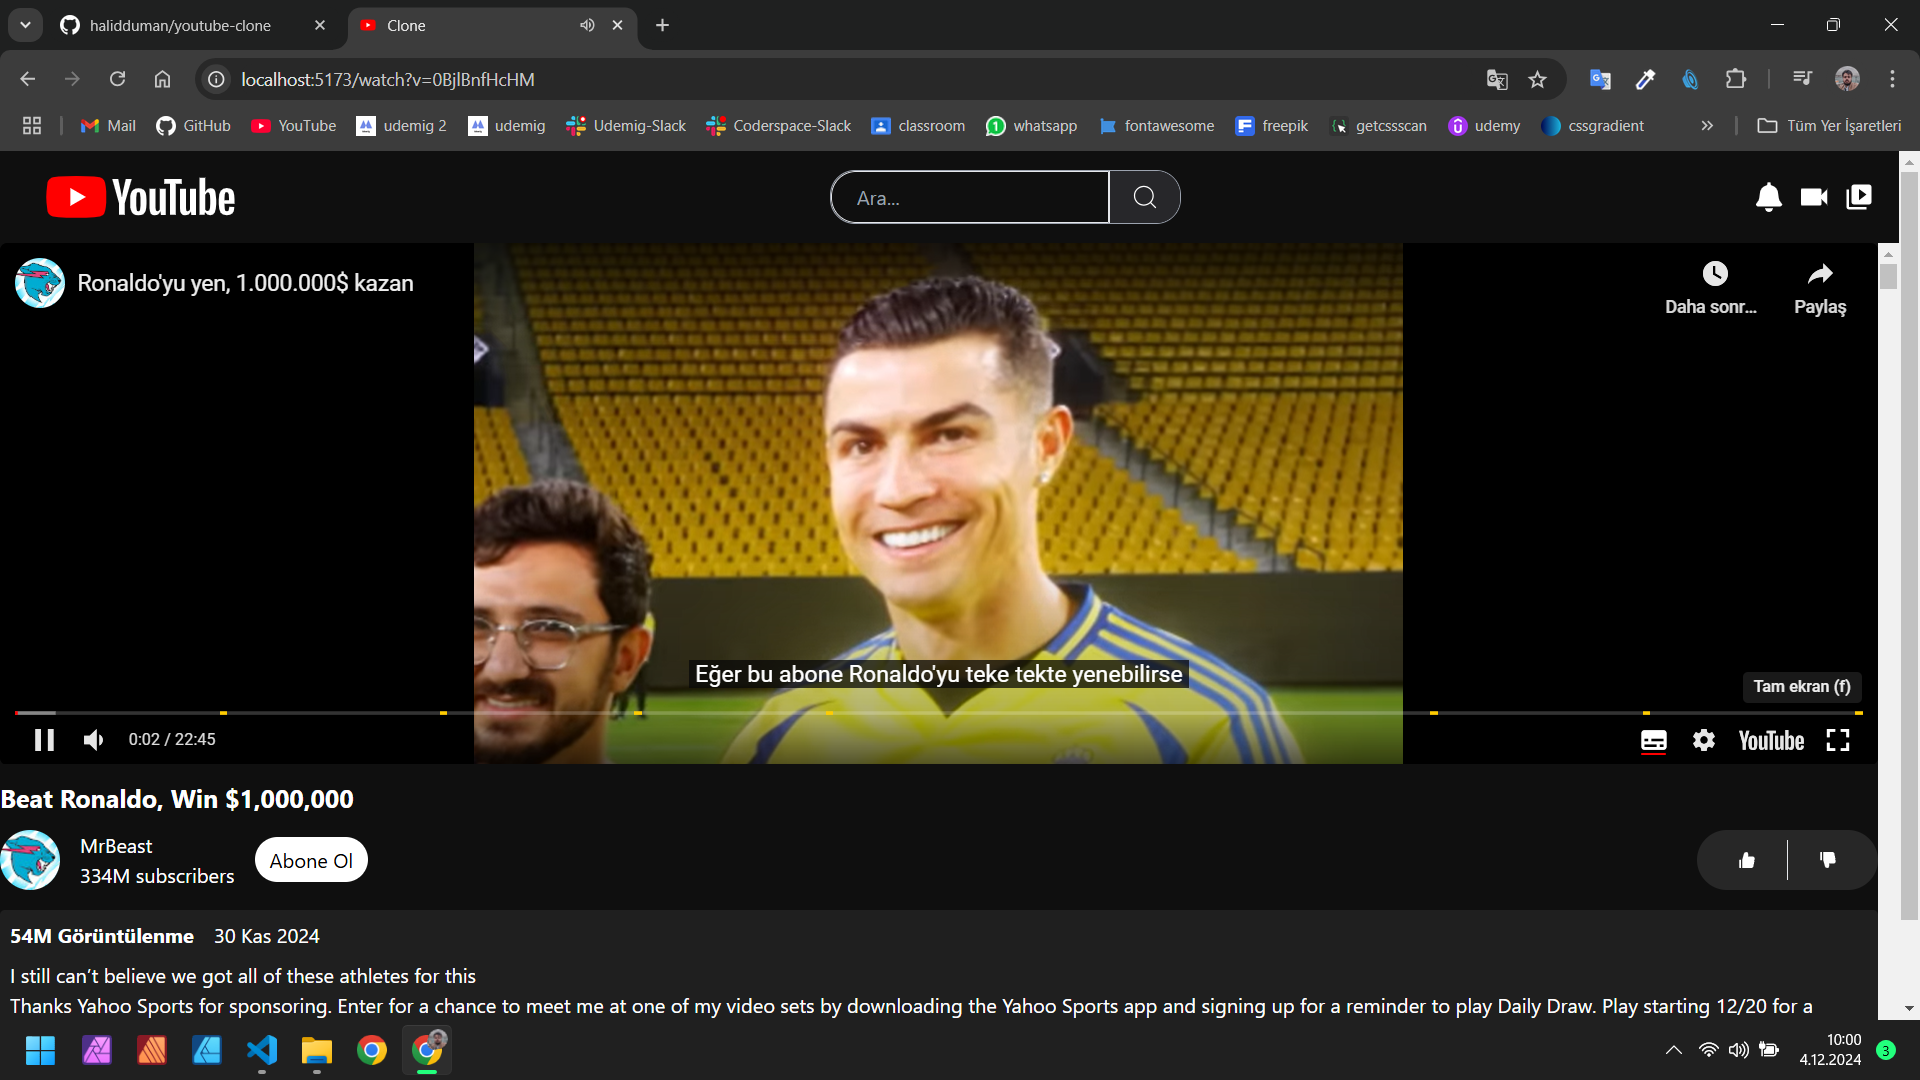 halidduman/youtube-clone
Clone
localhost:5173/watch?v=0BjlBnfHcHM
Mail
GitHub
YouTube
udemig 2
udemig
Udemig-Slack
Coderspace-Slack
classroom
whatsapp
fontawesome
freepik
getcssscan
udemy
cssgradient
Tüm Yer İşaretleri
YouTube
Ara...
Ronaldo'yu yen, 1.000.000$ kazan
Daha sonr...
Paylaş
Eğer bu abone Ronaldo'yu teke tekte yenebilirse
Tam ekran (f)
0:02 / 22:45
YouTube
Beat Ronaldo, Win $1,000,000
MrBeast
334M subscribers
Abone Ol
54M Görüntülenme 30 Kas 2024
I still can’t believe we got all of these athletes for this
Thanks Yahoo Sports for sponsoring. Enter for a chance to meet me at one of my video sets by downloading the Yahoo Sports app and signing up for a reminder to play Daily Draw. Play starting 12/20 for a
10:00
4.12.2024
3